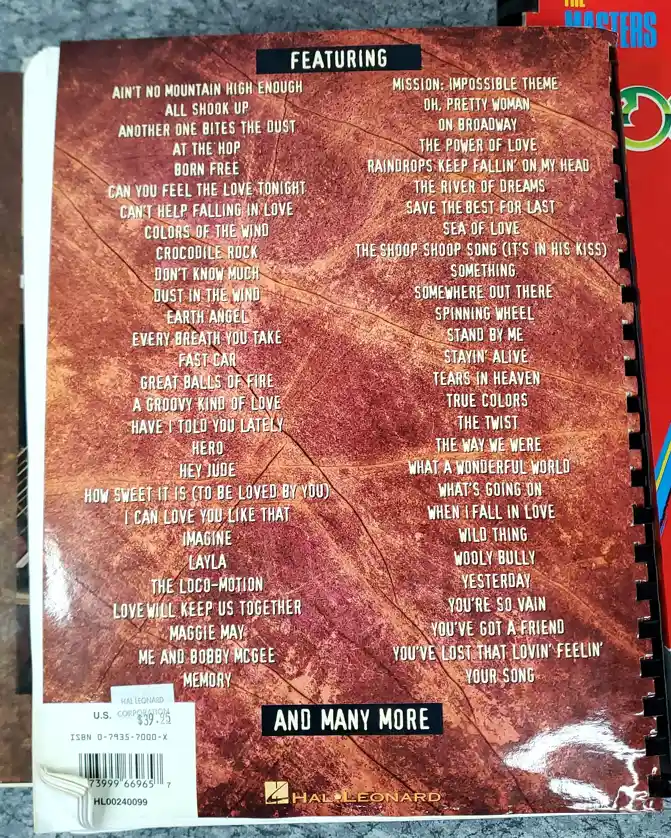 THE
MASTERS
FEATURING
AIN'T NO MOUNTAIN HIGH ENOUGH
ALL SHOOK UP
ANOTHER ONE BITES THE DUST
AT THE HOP
BORN FREE
CAN YOU FEEL THE LOVE TONIGHT
CAN'T HELP FALLING IN LOVE
COLORS OF THE WIND
CROCODILE ROCK
DON'T KNOW MUCH
DUST IN THE WIND
EARTH ANGEL
EVERY BREATH YOU TAKE
FAST CAR
GREAT BALLS OF FIRE
A GROOVY KIND OF LOVE
HAVE I TOLD YOU LATELY
HERO
HEY JUDE
HOW SWEET IT IS (TO BE LOVED BY YOU)
I CAN LOVE YOU LIKE THAT
IMAGINE
LAYLA
THE LOCO-MOTION
LOVE WILL KEEP US TOGETHER
MAGGIE MAY
ME AND BOBBY MCGEE
MEMORY
MISSION: IMPOSSIBLE THEME
OH, PRETTY WOMAN
ON BROADWAY
THE POWER OF LOVE
RAINDROPS KEEP FALLIN' ON MY HEAD
THE RIVER OF DREAMS
SAVE THE BEST FOR LAST
SEA OF LOVE
THE SHOOP SHOOP SONG (IT'S IN HIS KISS)
SOMETHING
SOMEWHERE OUT THERE
SPINNING WHEEL
STAND BY ME
STAYIN' ALIVE
TEARS IN HEAVEN
TRUE COLORS
THE TWIST
THE WAY WE WERE
WHAT A WONDERFUL WORLD
WHAT'S GOING ON
WHEN I FALL IN LOVE
WILD THING
WOOLY BULLY
YESTERDAY
YOU'RE SO VAIN
YOU'VE GOT A FRIEND
YOU'VE LOST THAT LOVIN' FEELIN'
YOUR SONG
AND MANY MORE
HAL LEONARD
CORPORATION
U.S. $39.95
ISBN 0-7935-7000-X
73999 66965 7
HL00240099
HAL•LEONARD